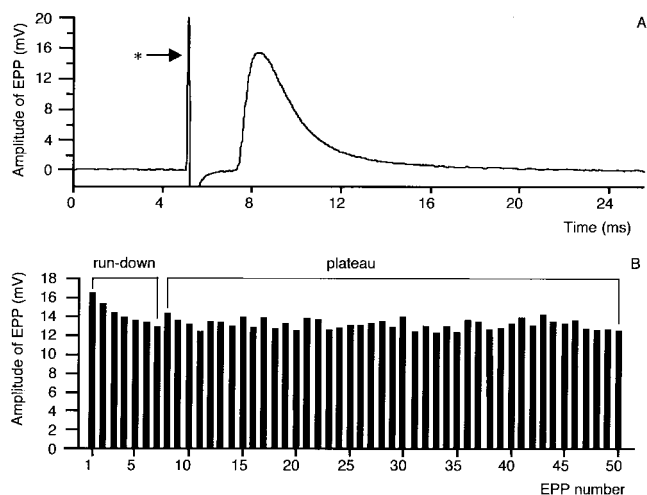 A
Amplitude of EPP (mV)
20
16
12
8
4
0
*
0 4 8 12 16 20 24
Time (ms)
B
Amplitude of EPP (mV)
18
16
14
12
10
8
6
4
2
0
run-down plateau
1 5 10 15 20 25 30 35 40 45 50
EPP number